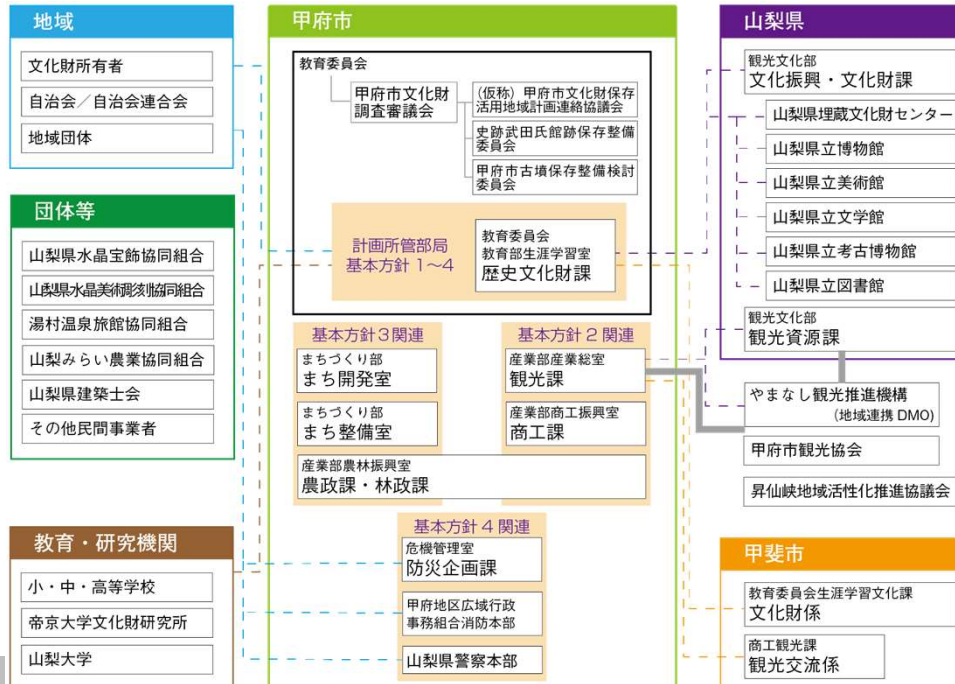 地域
文化財所有者
自治会/自治会連合会
地域団体
団体等
山梨県水晶宝飾協同組合
山梨県水晶美術彫刻協同組合
湯村温泉旅館協同組合
山梨みらい農業協同組合
山梨県建築士会
その他民間事業者
教育・研究機関
小・中・高等学校
帝京大学文化財研究所
山梨大学
甲府市
教育委員会
甲府市文化財
調査審議会
(仮称)甲府市文化財保存
活用地域計画連絡協議会
史跡武田氏館跡保存整備
委員会
甲府市古墳保存整備検討
委員会
計画所管部局
基本方針1〜4
教育委員会
教育部生涯学習室
歴史文化財課
基本方針3関連
まちづくり部
まち開発室
まちづくり部
まち整備室
基本方針2関連
産業部産業総室
観光課
産業部商工振興室
商工課
産業部農林振興室
農政課・林政課
基本方針4関連
危機管理室
防災企画課
甲府地区広域行政
事務組合消防本部
山梨県警察本部
山梨県
観光文化部
文化振興・文化財課
山梨県埋蔵文化財センター
山梨県立博物館
山梨県立美術館
山梨県立文学館
山梨県立考古博物館
山梨県立図書館
観光文化部
観光資源課
やまなし観光推進機構
(地域連携DMO)
甲府市観光協会
昇仙峡地域活性化推進協議会
甲斐市
教育委員会生涯学習文化課
文化財係
商工観光課
観光交流係